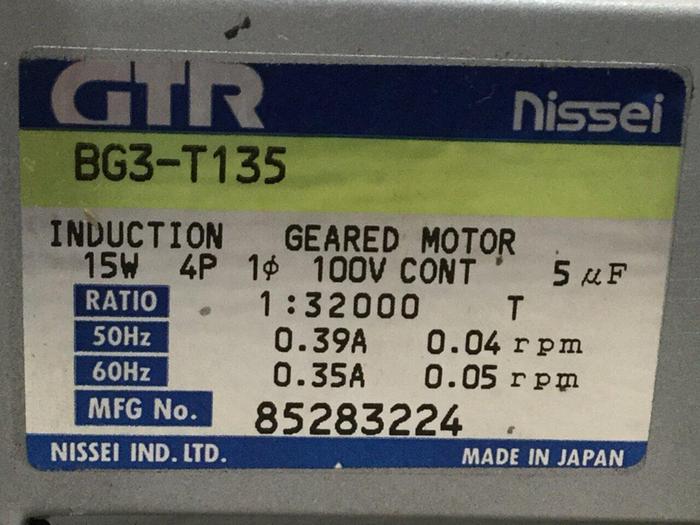 GTR nissei
BG3-T135
INDUCTION GEARED MOTOR
15W 4P 1ϕ 100V CONT 5μF
RATIO 1:32000 T
50Hz 0.39A 0.04 rpm
60Hz 0.35A 0.05 rpm
MFG No. 85283224
NISSEI IND. LTD. MADE IN JAPAN